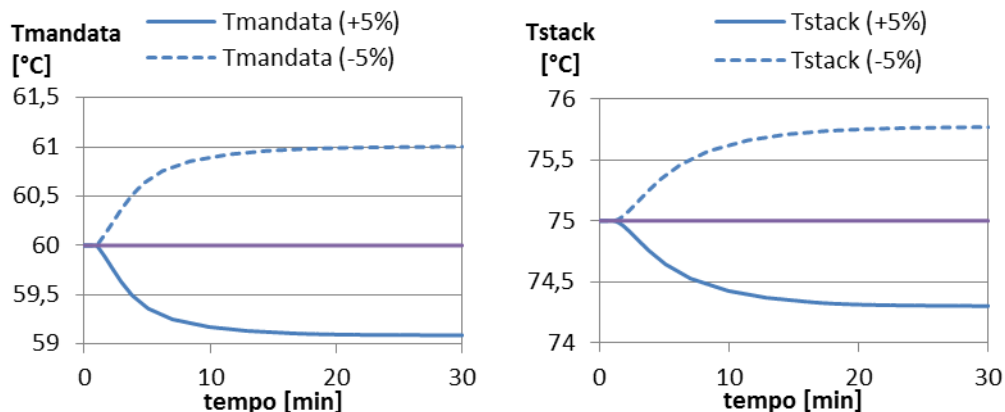 Tmandata
[°C]
Tmandata (+5%)
Tmandata (-5%)
61,5
61
60,5
60
59,5
59
0
10
20
30
tempo [min]
Tstack
[°C]
Tstack (+5%)
Tstack (-5%)
76
75,5
75
74,5
74
0
10
20
30
tempo [min]